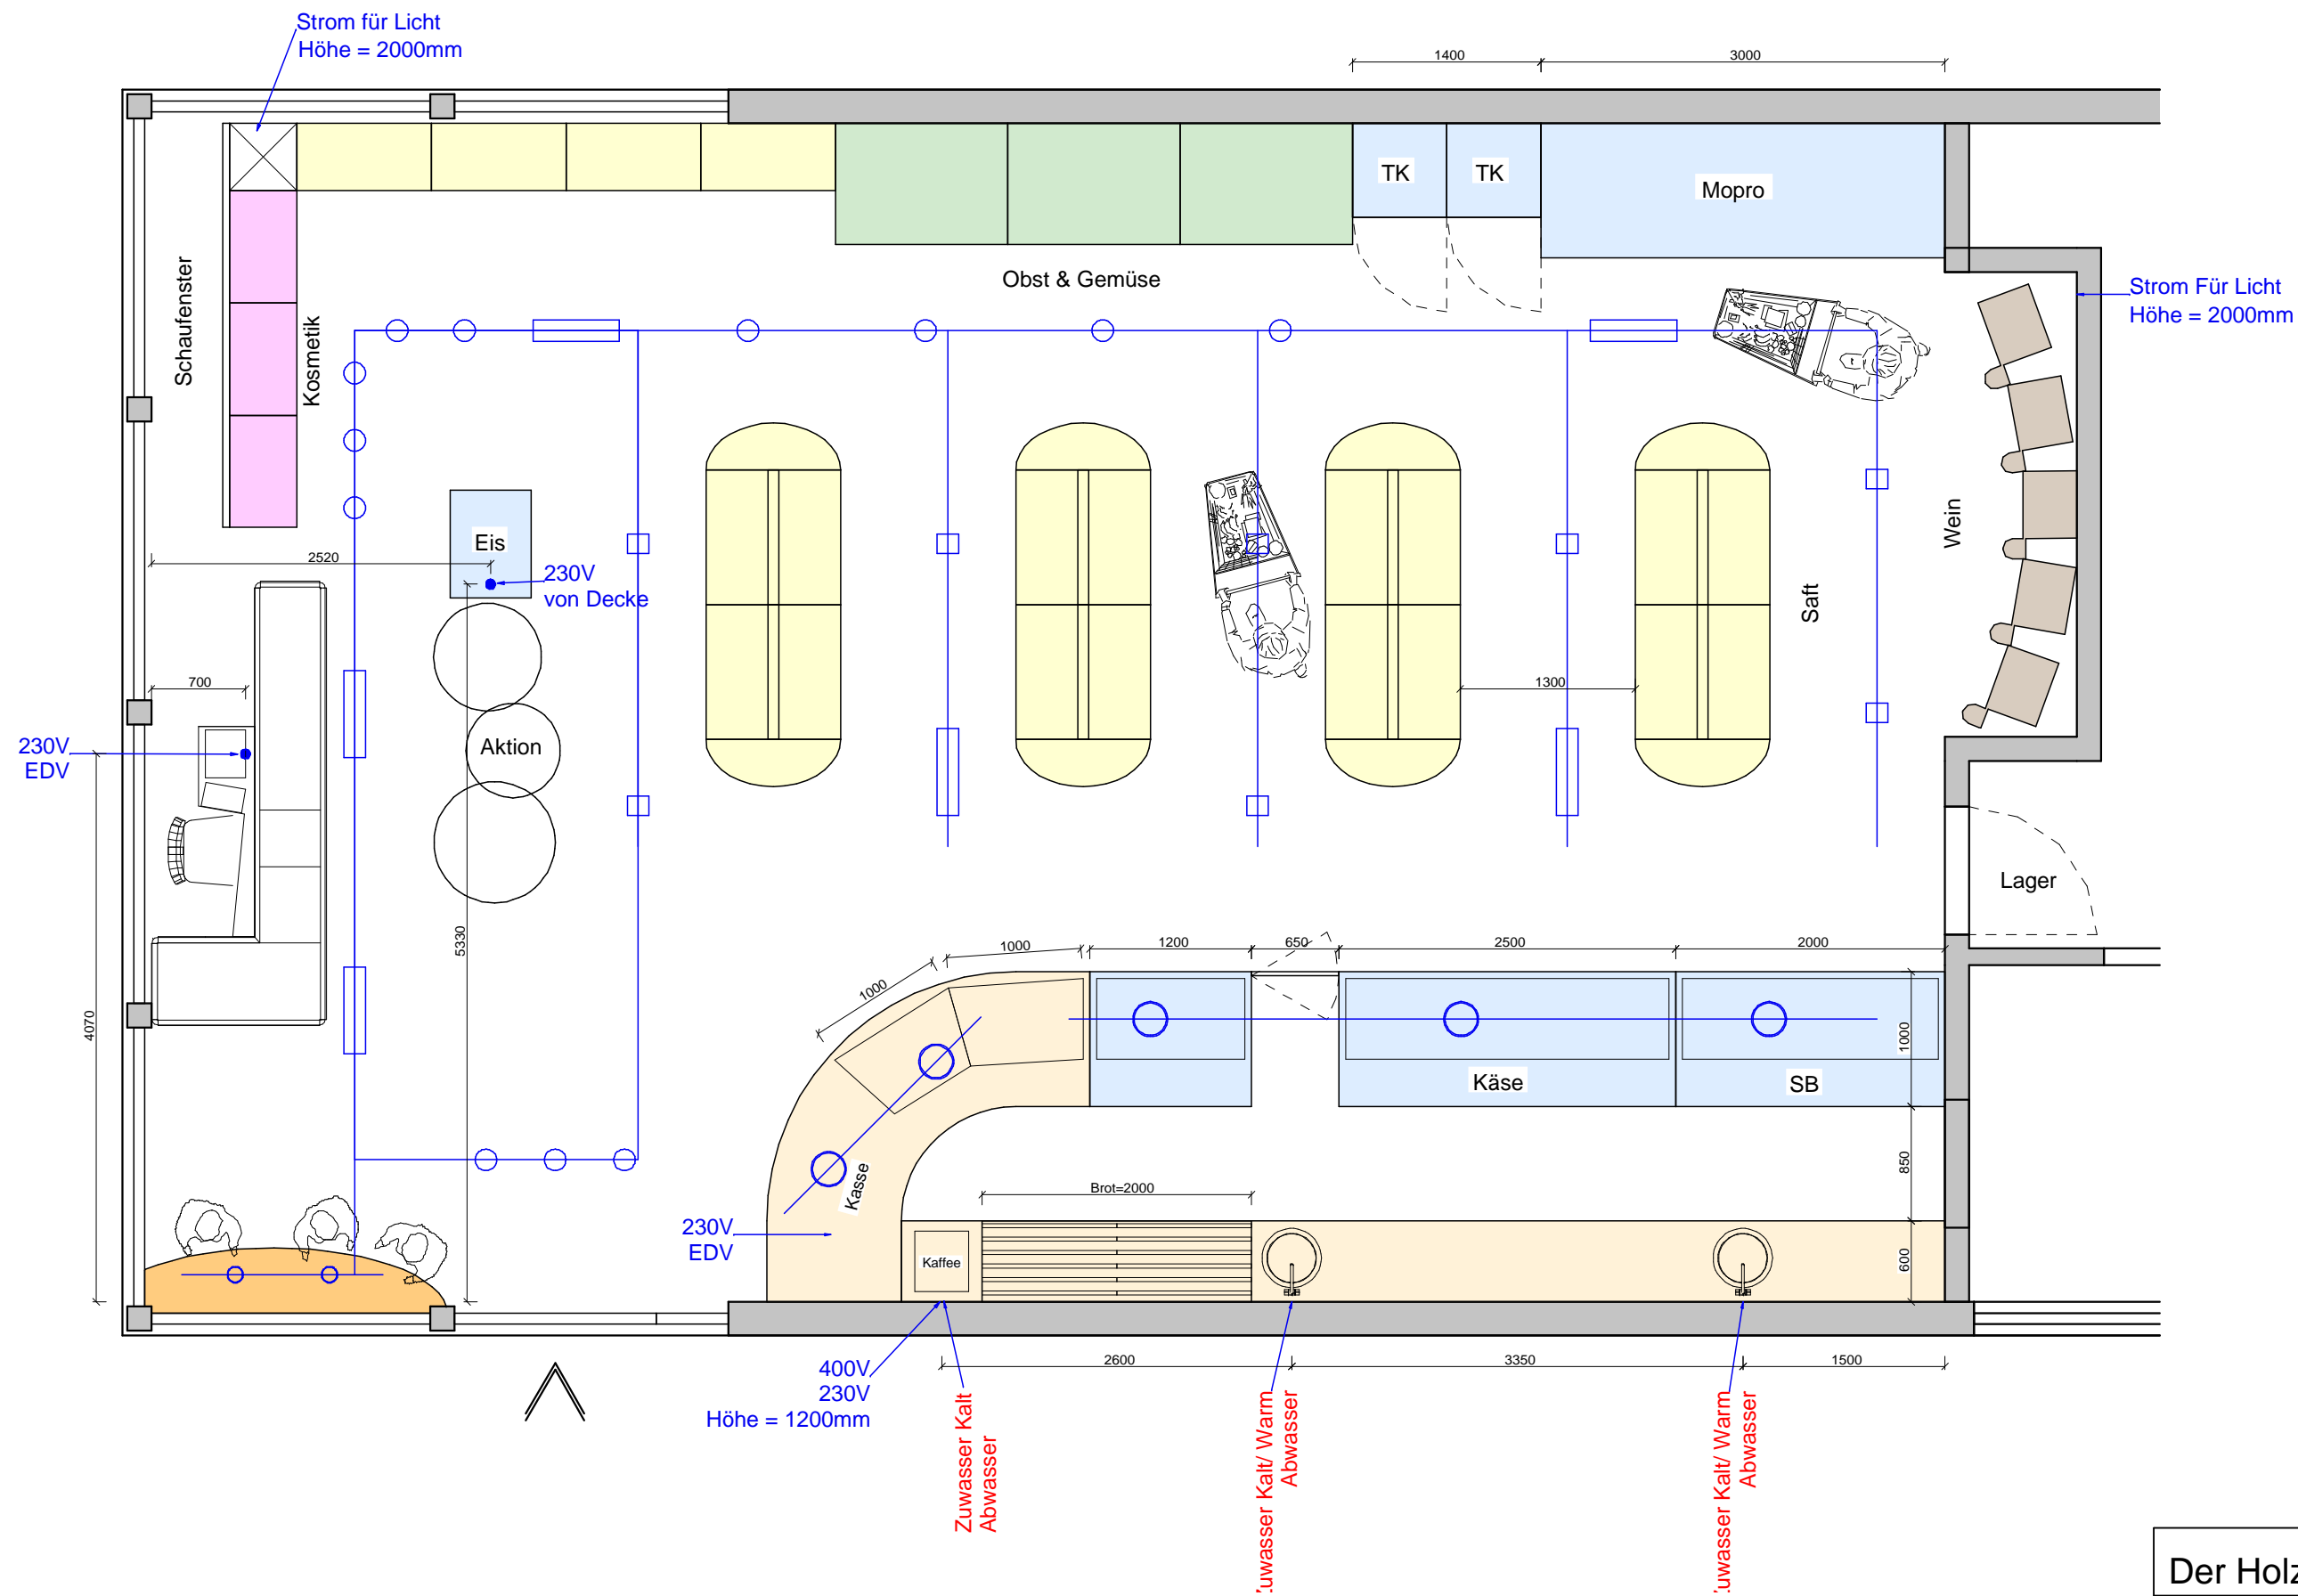 Strom für Licht
Höhe = 2000mm
1400
3000
TK
TK
Mopro
Obst & Gemüse
Schaufenster
Kosmetik
Strom Für Licht
Höhe = 2000mm
Eis
2520
230V
von Decke
Wein
Saft
700
1300
230V
EDV
Aktion
Lager
5330
4070
1000
1000
1200
650
2500
2000
1000
Käse
SB
850
Kasse
Brot=2000
230V
EDV
Kaffee
600
2600
3350
1500
400V
230V
Höhe = 1200mm
Zuwasser Kalt
Abwasser
Zuwasser Kalt/ Warm
Abwasser
Zuwasser Kalt/ Warm
Abwasser
Der Holz